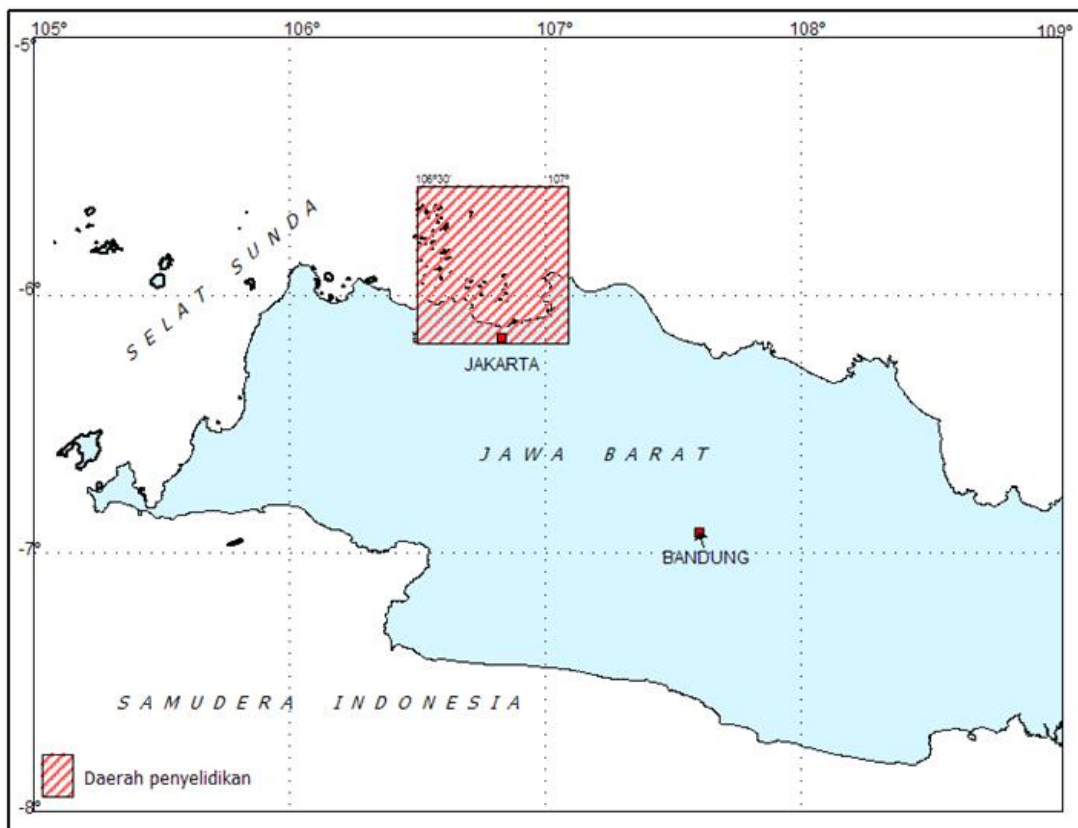 105° 106° 107° 108° 109°
-5°
106°30' 107°
SELAT SUNDA
-6°
JAKARTA
JAWA BARAT
-7°
BANDUNG
SAMUDERA INDONESIA
Daerah penyelidikan
-8°